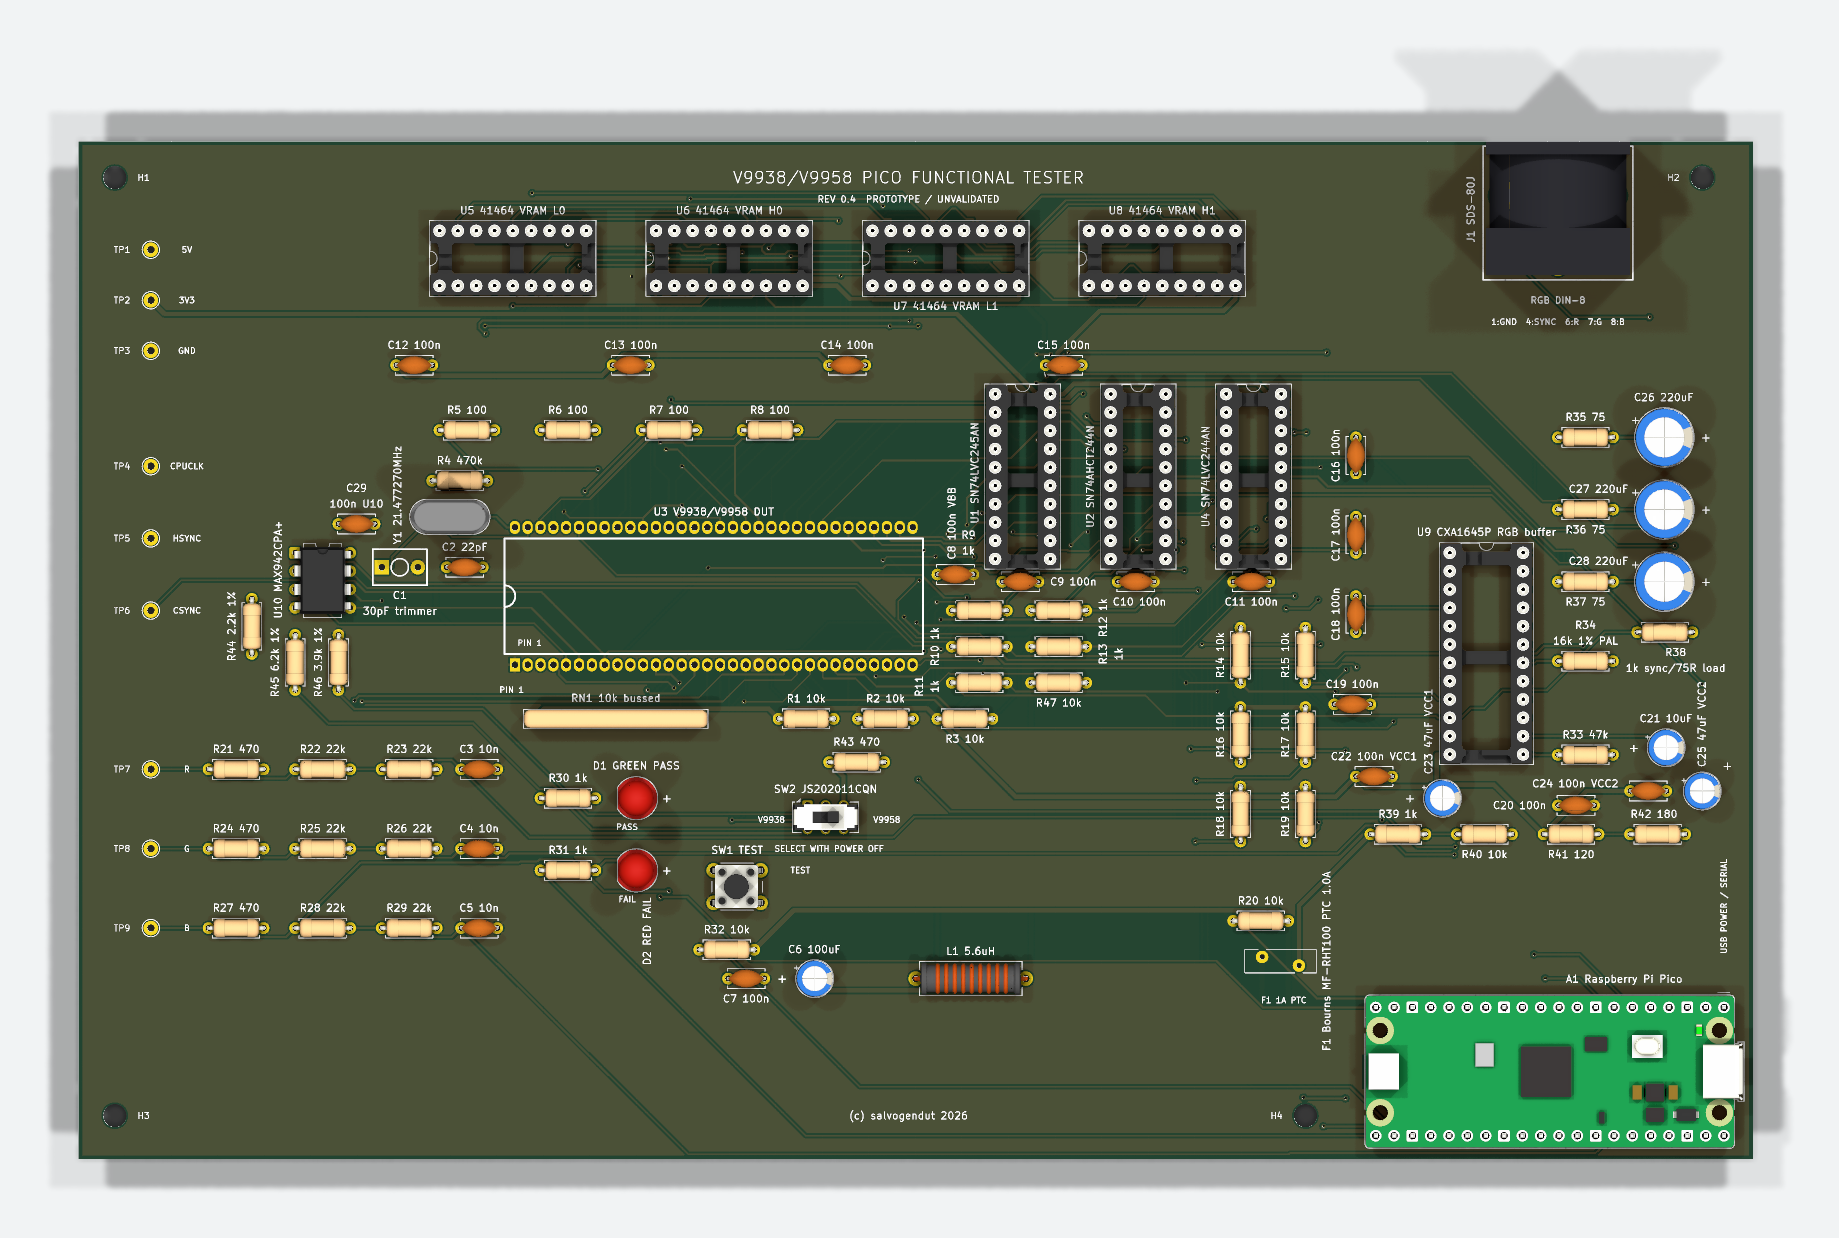 V9938/V9958 PICO FUNCTIONAL TESTER
REV 0.4 PROTOTYPE / UNVALIDATED
H1
H2
U5 41464 VRAM L0
U6 41464 VRAM H0
U7 41464 VRAM L1
U8 41464 VRAM H1
J1 SDS-80J
RGB DIN-8
1:GND 4:SYNC 6:R 7:G 8:B
TP1 5V
TP2 3V3
TP3 GND
C12 100n
C13 100n
C14 100n
C15 100n
R5 100
R6 100
R7 100
R8 100
R4 470k
TP4 CPUCLK
TP5 HSYNC
TP6 CSYNC
C29
100n U10
Y1 21.477270MHz
U10 MAX942CPA+
C2 22pF
C1
30pF trimmer
R44 2.2k 1%
R45 6.2k 1%
R46 3.9k 1%
U3 V9938/V9958 DUT
PIN 1
PIN 1
RN1 10k bussed
U1 SN74LVC245AN
U2 SN74AHCT244N
U4 SN74LVC244AN
C8 100n VBB
R9
1k
C9 100n
C10 100n
C11 100n
R10 1k
R11
1k
R12 1k
R13
1k
R47 10k
R1 10k
R2 10k
R3 10k
R43 470
C16 100n
C17 100n
C18 100n
R14 10k
R15 10k
R16 10k
R17 10k
R18 10k
R19 10k
C19 100n
C22 100n VCC1
C23 47uF VCC1
U9 CXA1645P RGB buffer
C26 220uF
R35 75
C27 220uF
R36 75
C28 220uF
R37 75
R34
16k 1% PAL
R38
1k sync/75R load
C21 10uF
C25 47uF VCC2
R33 47k
C24 100n VCC2
C20 100n
R39 1k
R40 10k
R41 120
R42 180
TP7 R
R21 470
R22 22k
R23 22k
C3 10n
TP8 G
R24 470
R25 22k
R26 22k
C4 10n
TP9 B
R27 470
R28 22k
R29 22k
C5 10n
D1 GREEN PASS
R30 1k
PASS
R31 1k
FAIL
D2 RED FAIL
SW2 JS202011CQN
V9938
V9958
SELECT WITH POWER OFF
SW1 TEST
TEST
R32 10k
C7 100n
C6 100uF
L1 5.6uH
R20 10k
F1 1A PTC
F1 Bourns MF-RHT100 PTC 1.0A
USB POWER / SERIAL
A1 Raspberry Pi Pico
H3
(c) salvogendut 2026
H4